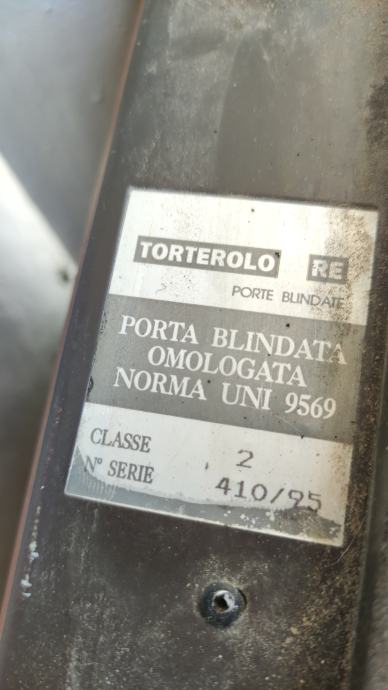 TORTEROLO RE
PORTE BLINDATE
PORTA BLINDATA
OMOLOGATA
NORMA UNI 9569
CLASSE 2
N° SERIE 410/95